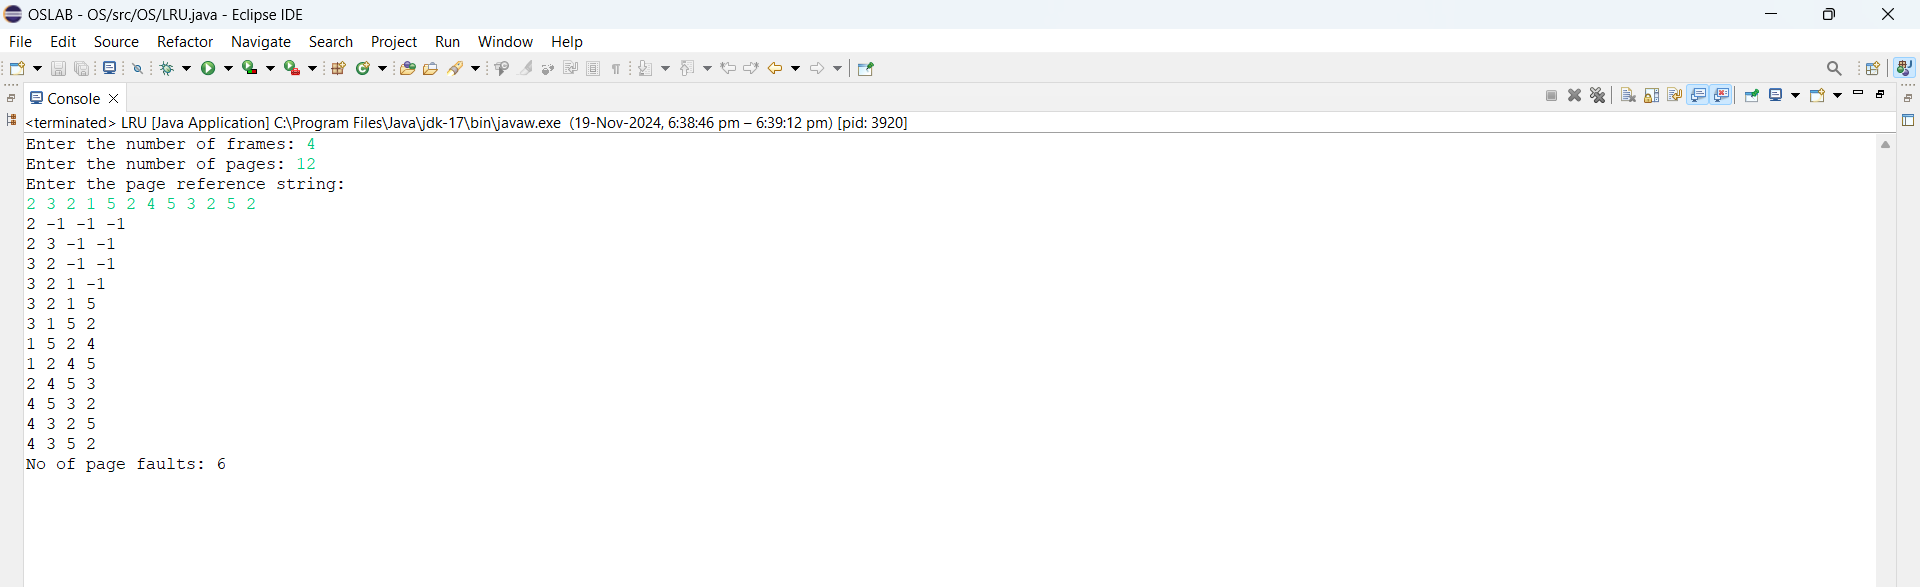 OSLAB - OS/src/OS/LRU.java - Eclipse IDE
File Edit Source Refactor Navigate Search Project Run Window Help
Console
<terminated> LRU [Java Application] C:\Program Files\Java\jdk-17\bin\javaw.exe (19-Nov-2024, 6:38:46 pm – 6:39:12 pm) [pid: 3920]
Enter the number of frames: 4
Enter the number of pages: 12
Enter the page reference string:
2 3 2 1 5 2 4 5 3 2 5 2
2 -1 -1 -1
2 3 -1 -1
3 2 -1 -1
3 2 1 -1
3 2 1 5
3 1 5 2
1 5 2 4
1 2 4 5
2 4 5 3
4 5 3 2
4 3 2 5
4 3 5 2
No of page faults: 6